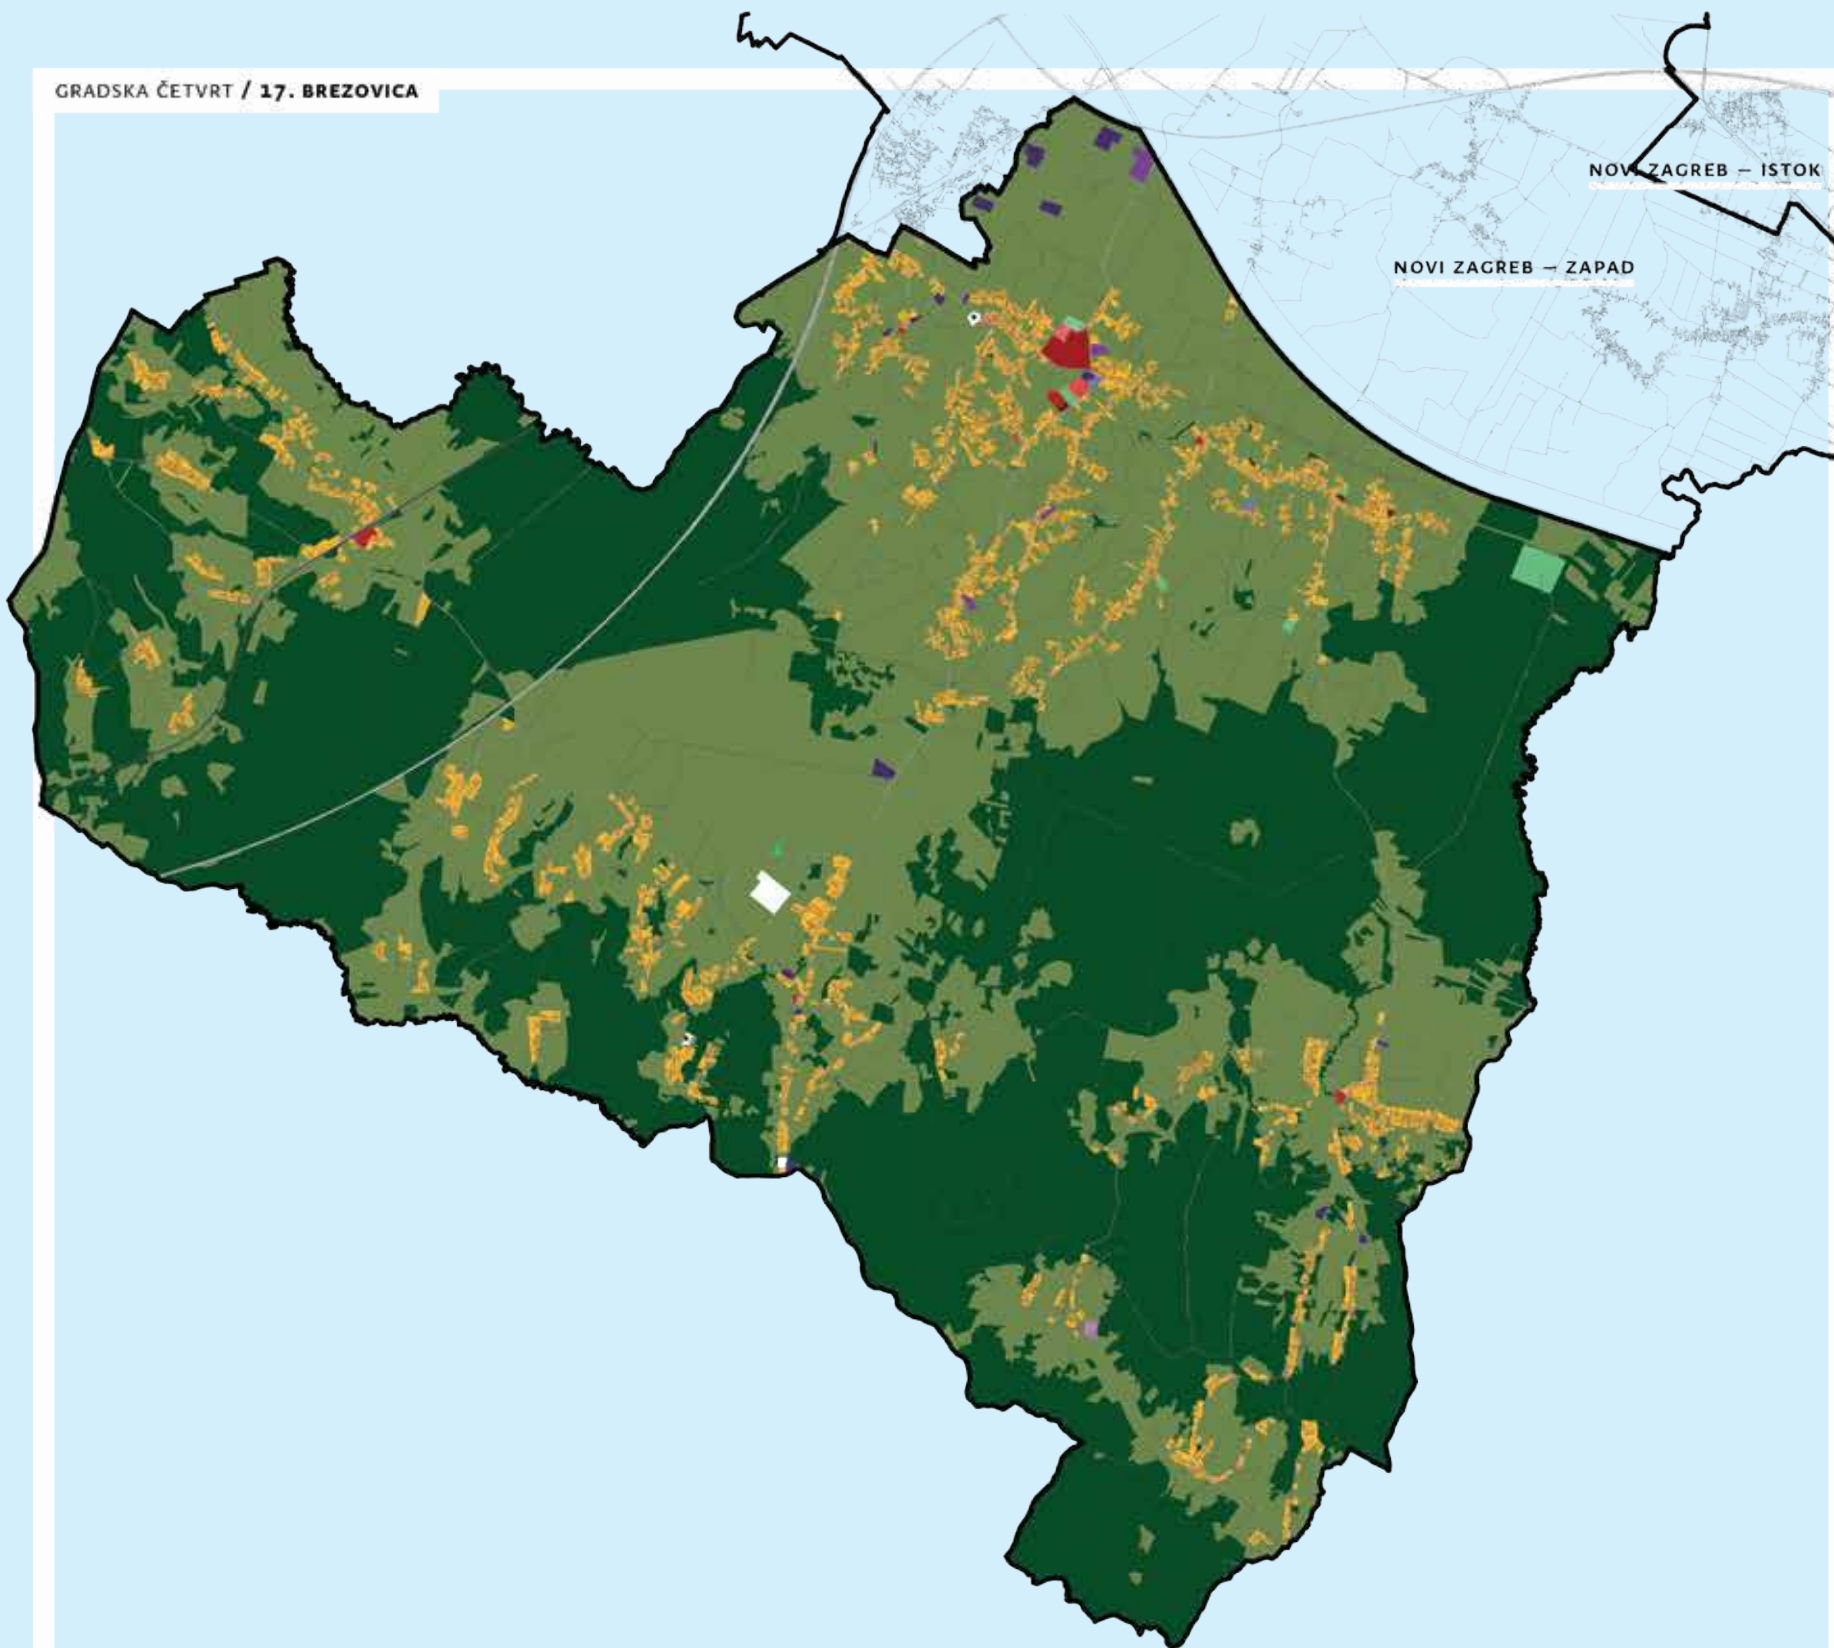 GRADSKA ČETVRT / 17. BREZOVICA
NOVI ZAGREB — ISTOK
NOVI ZAGREB — ZAPAD